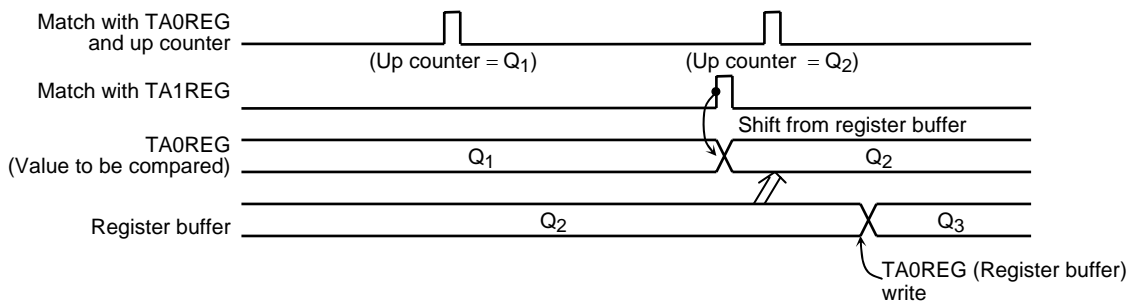 Match with TA0REG
and up counter
(Up counter = Q1)
(Up counter = Q2)
Match with TA1REG
Shift from register buffer
TA0REG
(Value to be compared)
Q1
Q2
Register buffer
Q2
Q3
TA0REG (Register buffer)
write